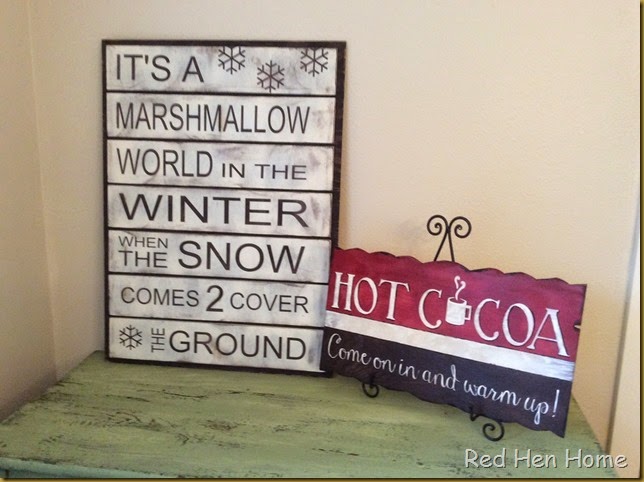 IT'S A
MARSHMALLOW
WORLD IN THE
WINTER
WHEN THE SNOW
COMES 2 COVER
THE GROUND
HOT COCOA
Come on in and warm up!
Red Hen Home